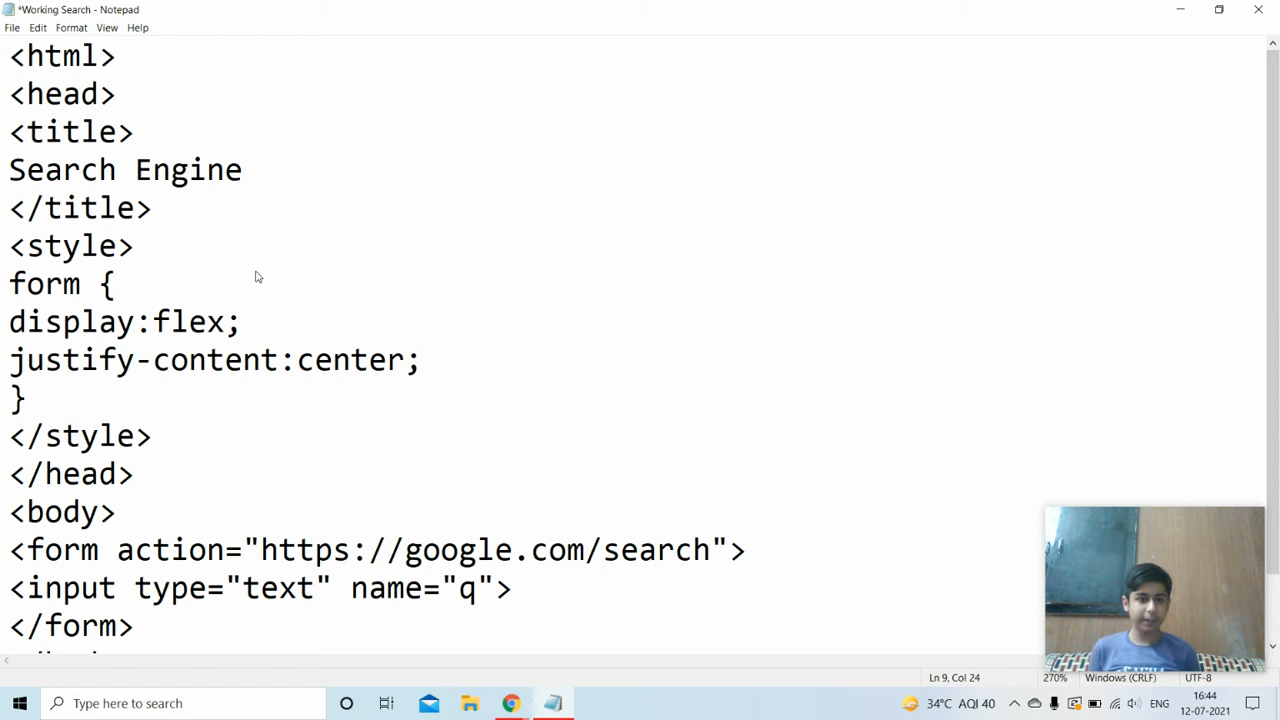 *Working Search - Notepad
File Edit Format View Help
<html>
<head>
<title>
Search Engine
</title>
<style>
form {
display:flex;
justify-content:center;
}
</style>
</head>
<body>
<form action="https://google.com/search">
<input type="text" name="q">
</form>
Ln 9, Col 24 270% Windows (CRLF) UTF-8
Type here to search
34°C AQI 40 ENG 16:44
12-07-2021